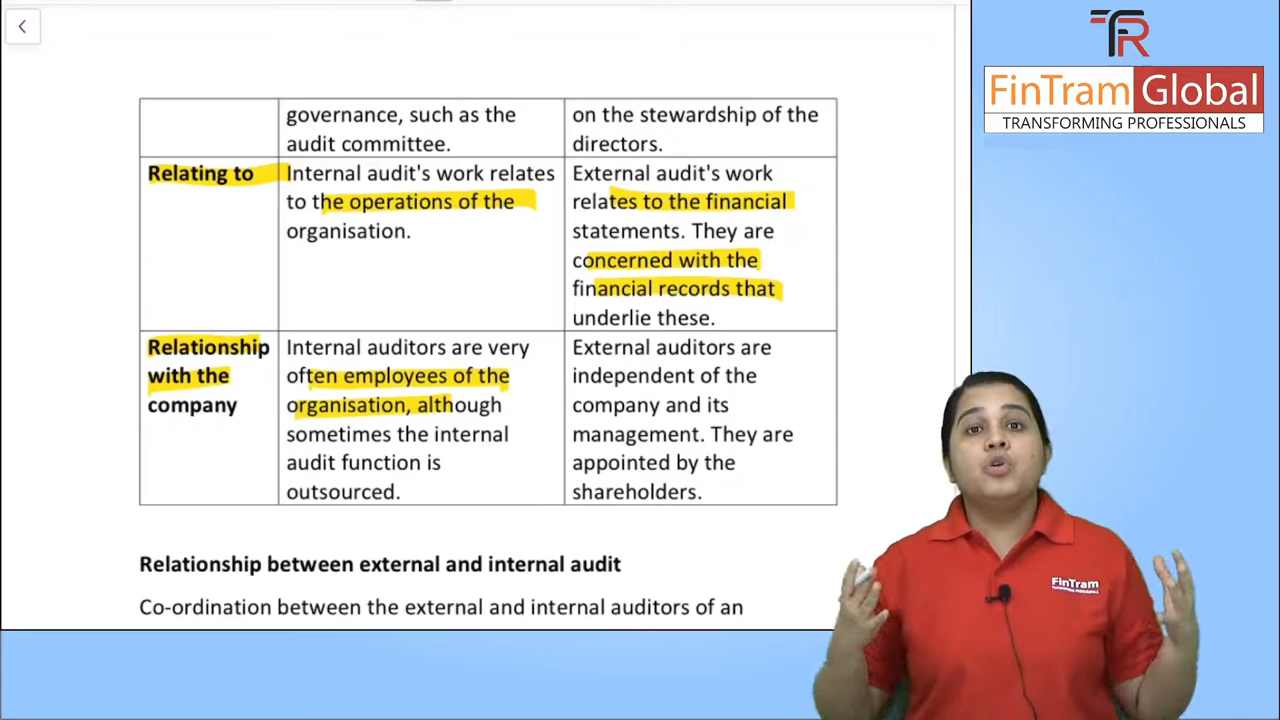 governance, such as the
audit committee.
on the stewardship of the
directors.
Relating to
Internal audit's work relates
to the operations of the
organisation.
External audit's work
relates to the financial
statements. They are
concerned with the
financial records that
underlie these.
Relationship
with the
company
Internal auditors are very
often employees of the
organisation, although
sometimes the internal
audit function is
outsourced.
External auditors are
independent of the
company and its
management. They are
appointed by the
shareholders.
Relationship between external and internal audit
Co-ordination between the external and internal auditors of an
FinTram Global
TRANSFORMING PROFESSIONALS
FinTram
TRANSFORMING PROFESSIONALS